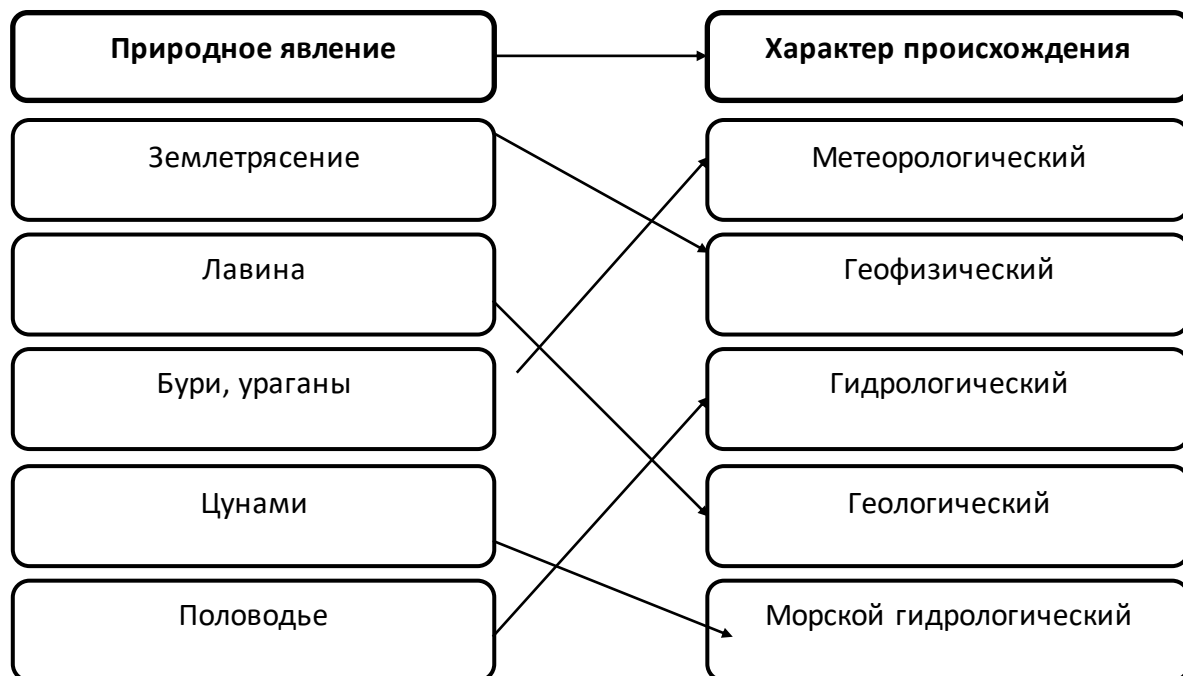 Природное явление
Характер происхождения
Землетрясение
Метеорологический
Лавина
Геофизический
Бури, ураганы
Гидрологический
Цунами
Геологический
Половодье
Морской гидрологический